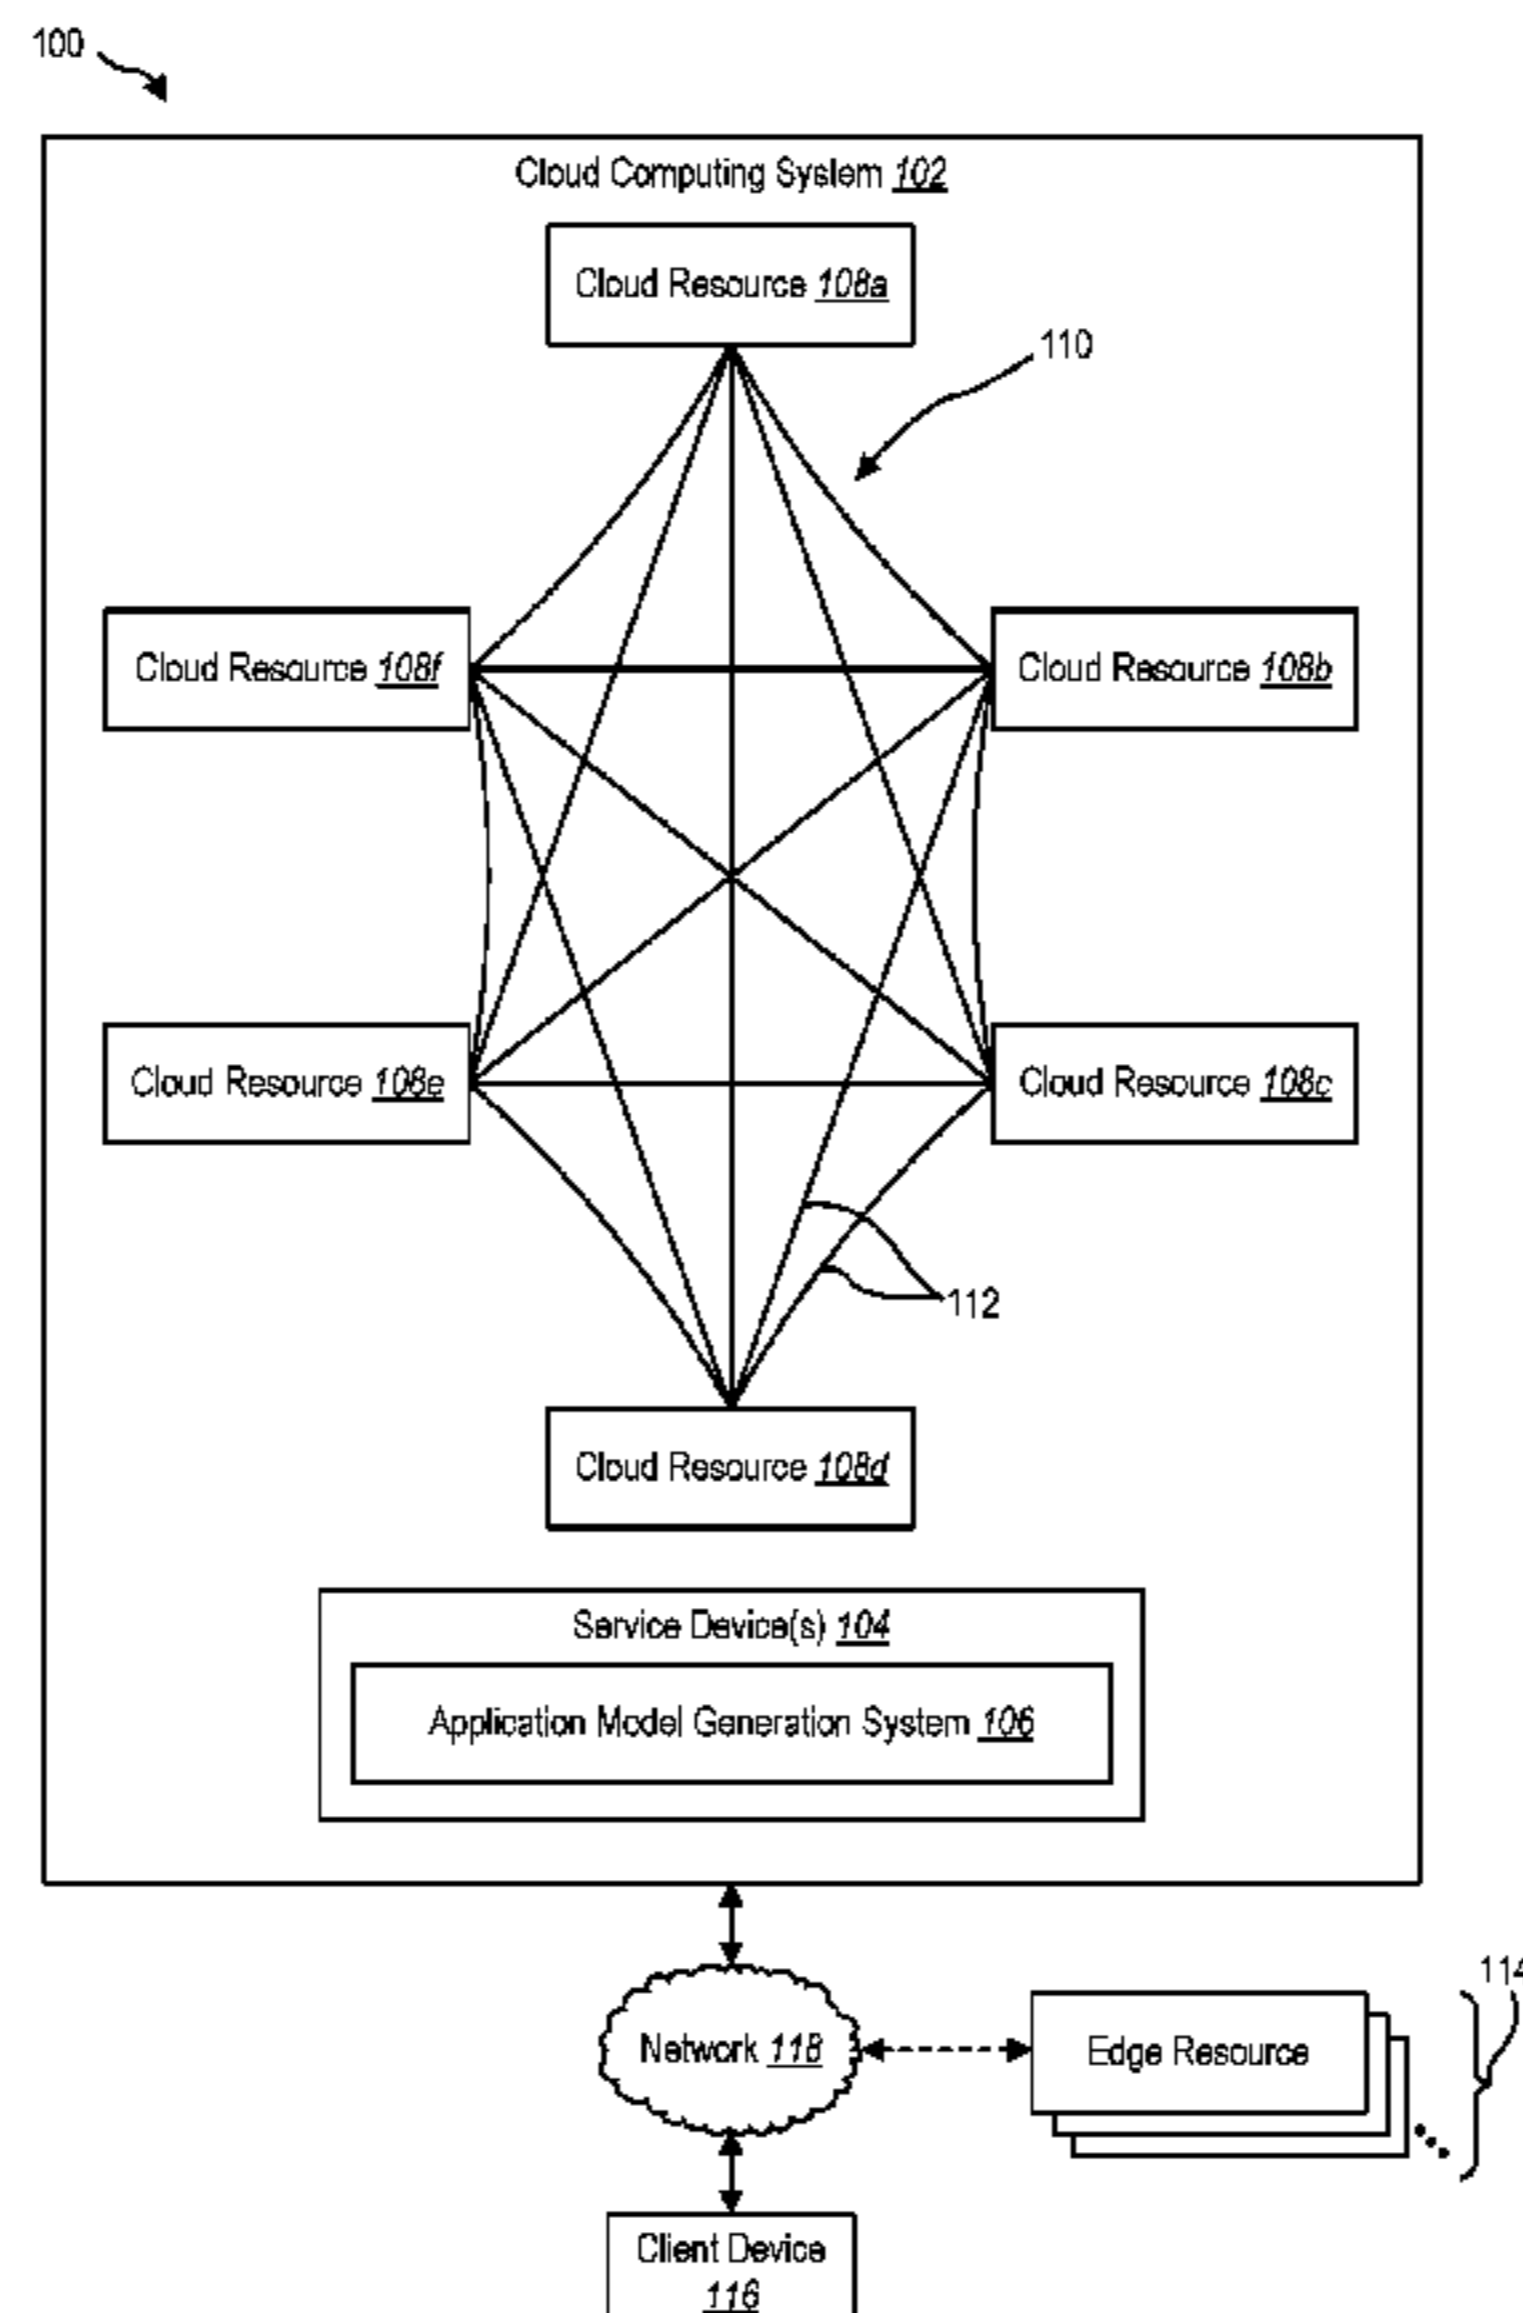 100
Cloud Computing System 102
Cloud Resource 108a
110
Cloud Resource 108f
Cloud Resource 108b
Cloud Resource 108e
Cloud Resource 108c
112
Cloud Resource 108d
Service Device(s) 104
Application Model Generation System 106
114
Network 118
Edge Resource
Client Device
116